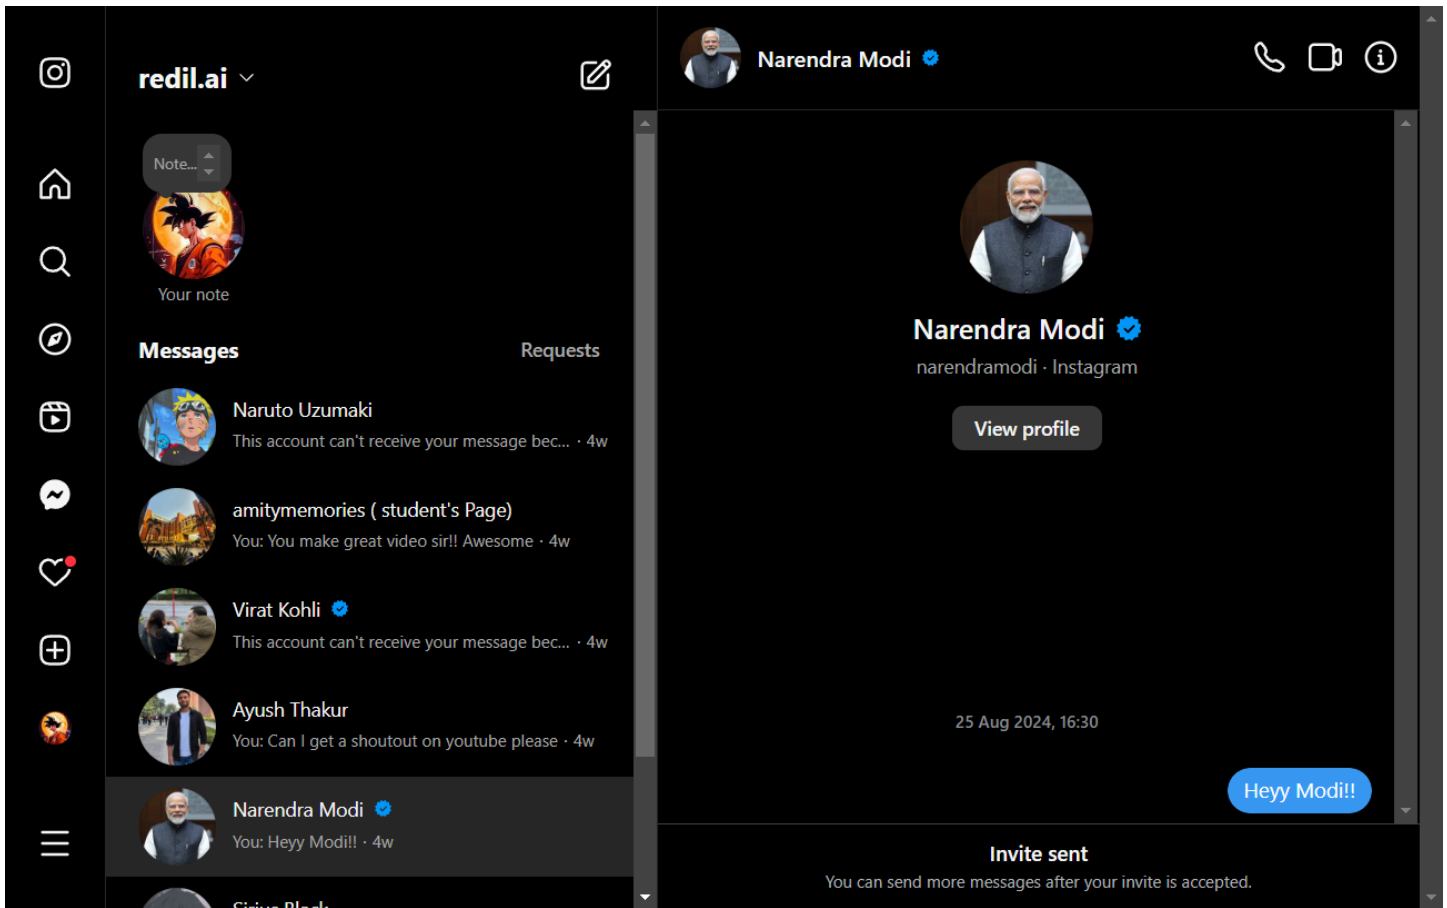 redil.ai
Note...
Your note
Messages
Requests
Naruto Uzumaki
This account can't receive your message bec... · 4w
amitymemories ( student's Page)
You: You make great video sir!! Awesome · 4w
Virat Kohli
This account can't receive your message bec... · 4w
Ayush Thakur
You: Can I get a shoutout on youtube please · 4w
Narendra Modi
You: Heyy Modi!! · 4w
Sirius Black
Narendra Modi
Narendra Modi
narendramodi · Instagram
View profile
25 Aug 2024, 16:30
Heyy Modi!!
Invite sent
You can send more messages after your invite is accepted.